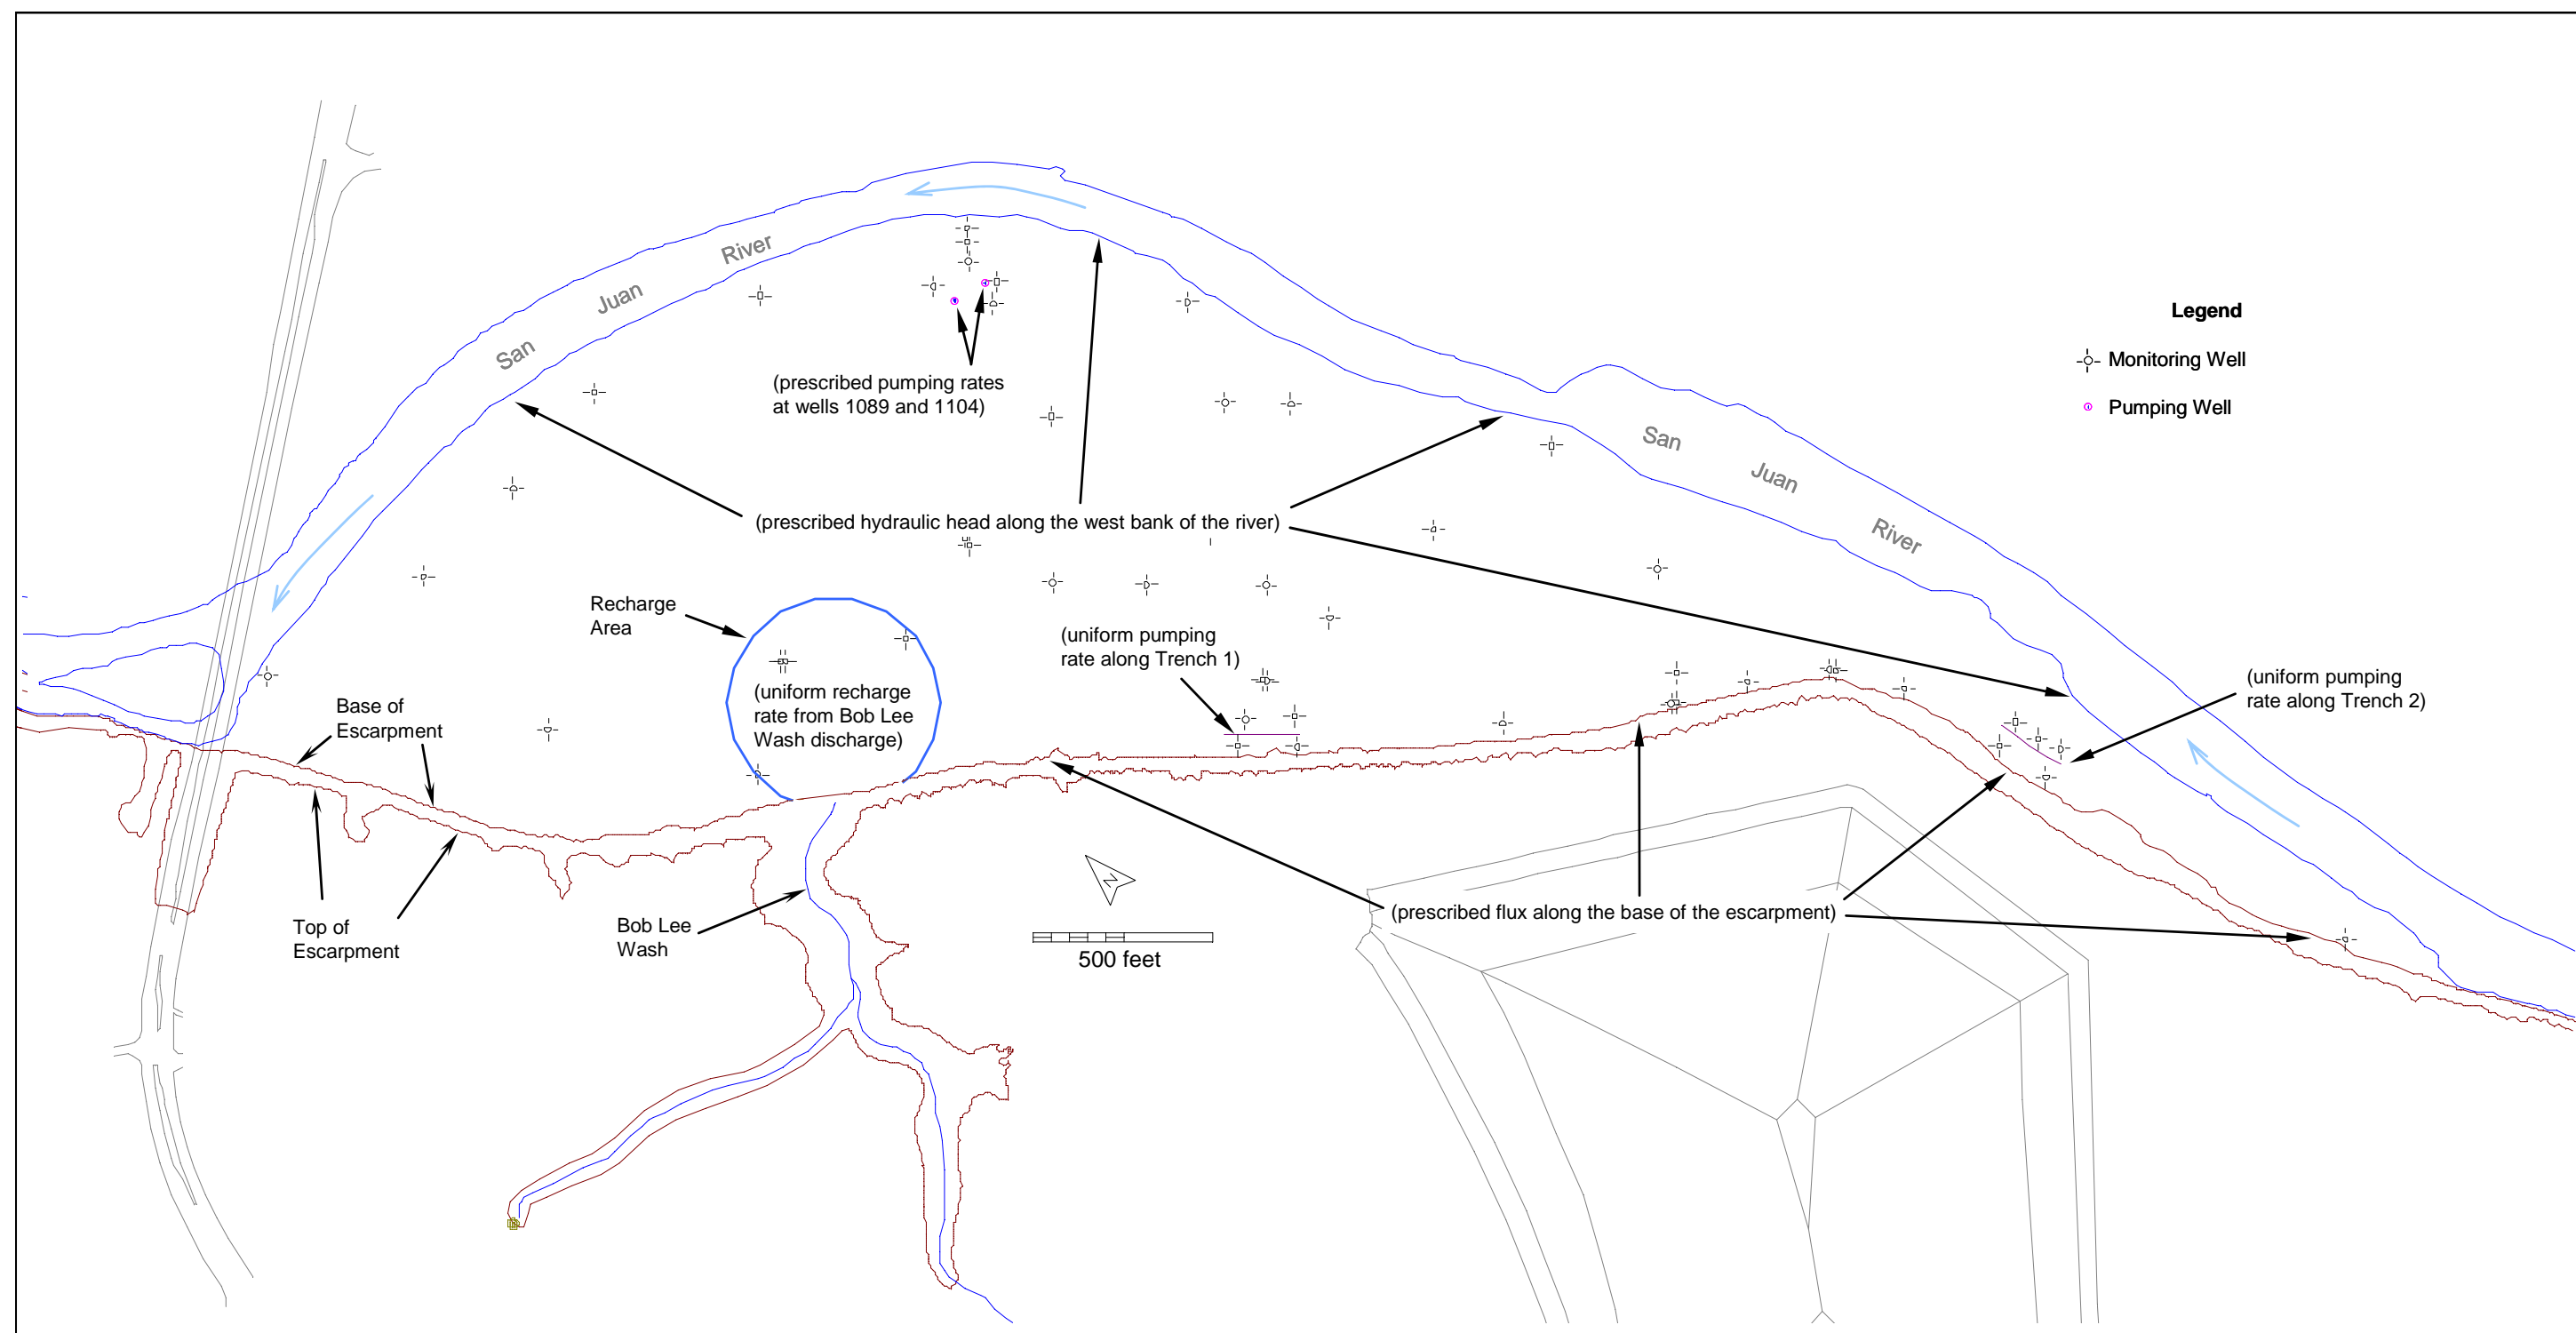 San Juan River
Legend
Monitoring Well
Pumping Well
(prescribed pumping rates
at wells 1089 and 1104)
San Juan River
(prescribed hydraulic head along the west bank of the river)
Recharge
Area
(uniform pumping
rate along Trench 1)
(uniform recharge
rate from Bob Lee
Wash discharge)
(uniform pumping
rate along Trench 2)
Base of
Escarpment
Top of
Escarpment
Bob Lee
Wash
N
500 feet
(prescribed flux along the base of the escarpment)